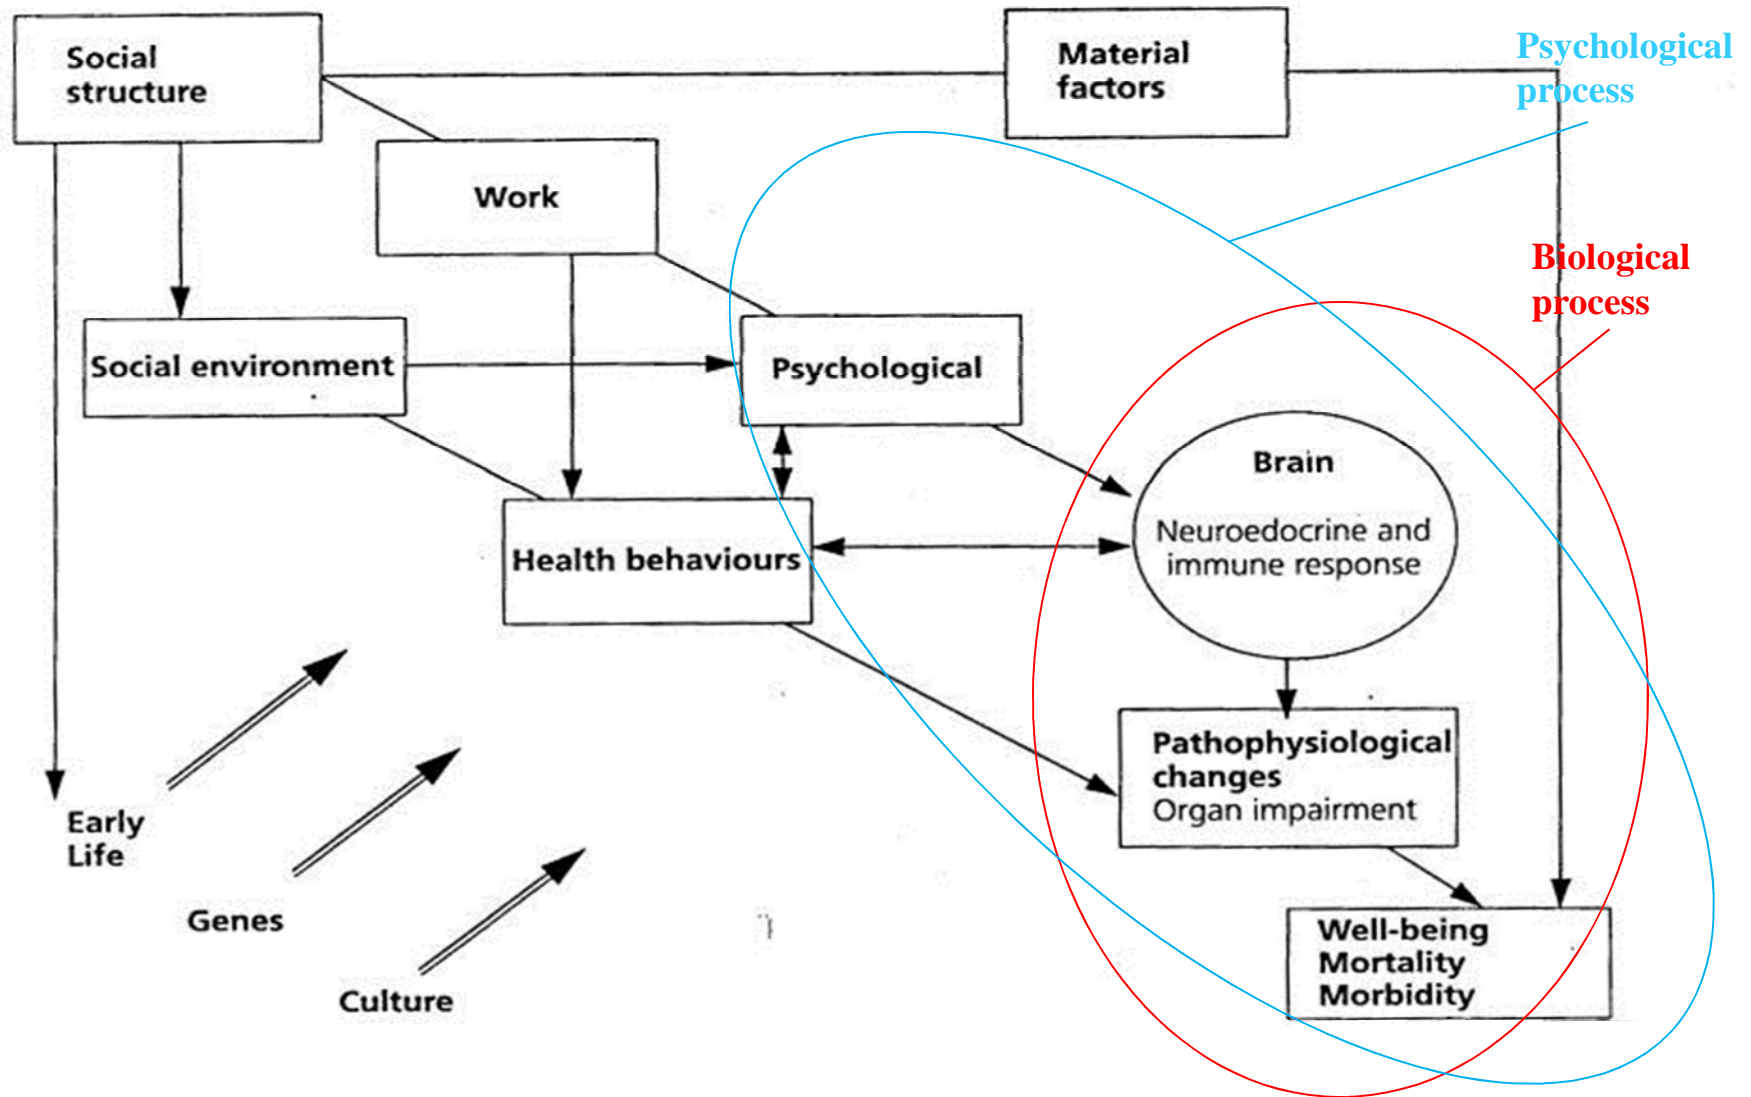 Social
structure
Material
factors
Psychological
process
Work
Biological
process
Social environment
Psychological
Brain
Neuroedocrine and
immune response
Health behaviours
Pathophysiological
changes
Organ impairment
Early
Life
Genes
Well-being
Mortality
Morbidity
Culture